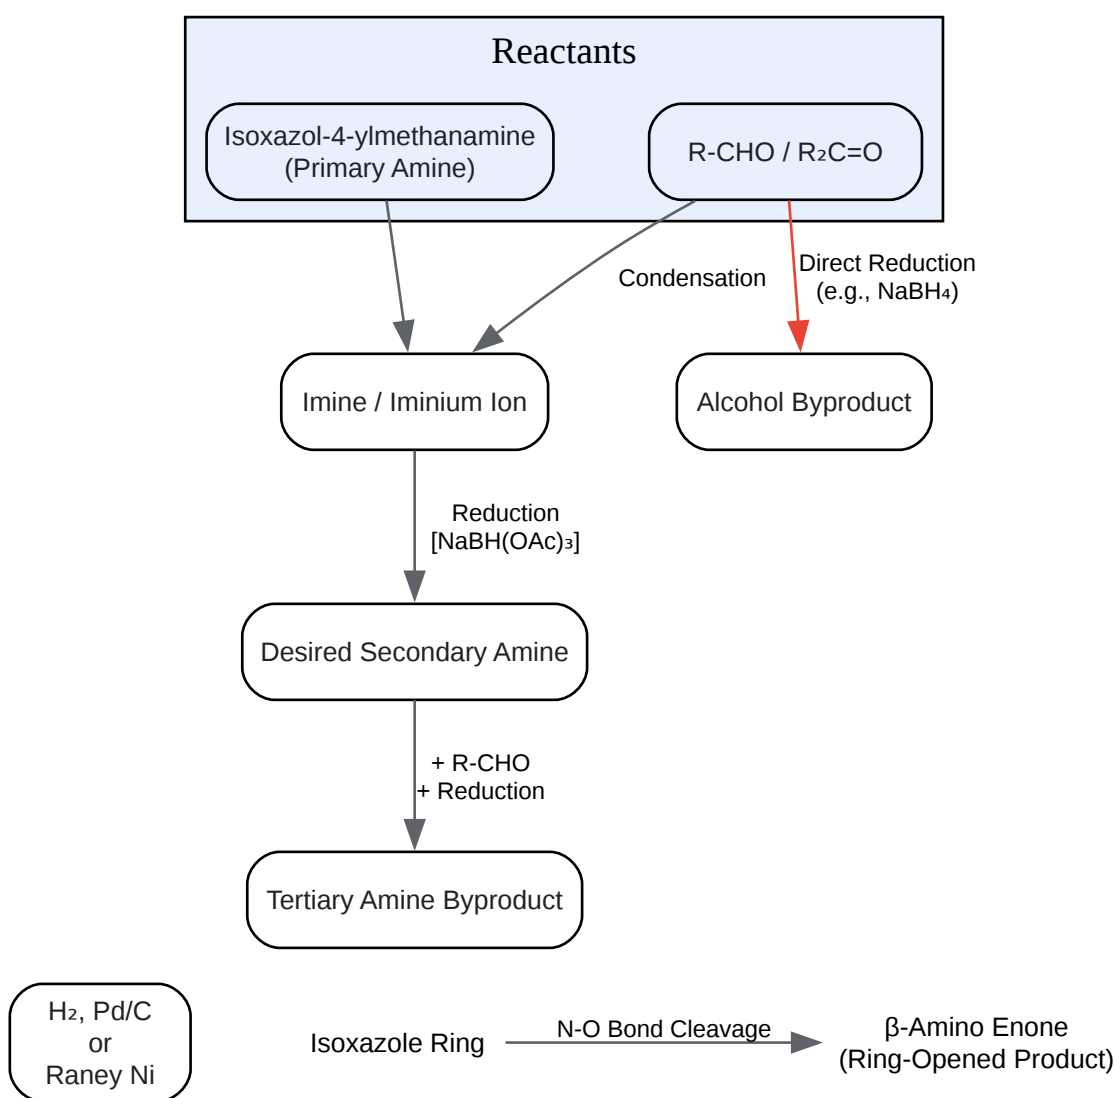 Reactants
Isoxazol-4-ylmethanamine
(Primary Amine)
R-CHO / R₂C=O
Condensation
Direct Reduction
(e.g., NaBH₄)
Imine / Iminium Ion
Alcohol Byproduct
Reduction
[NaBH(OAc)₃]
Desired Secondary Amine
+ R-CHO
+ Reduction
Tertiary Amine Byproduct
H₂, Pd/C
or
Raney Ni
Isoxazole Ring
N-O Bond Cleavage
β-Amino Enone
(Ring-Opened Product)